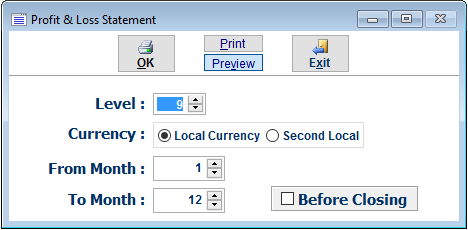 Profit & Loss Statement
Print
OK
Preview
Exit
Level : 9
Currency : Local Currency Second Local
From Month : 1
To Month : 12 Before Closing